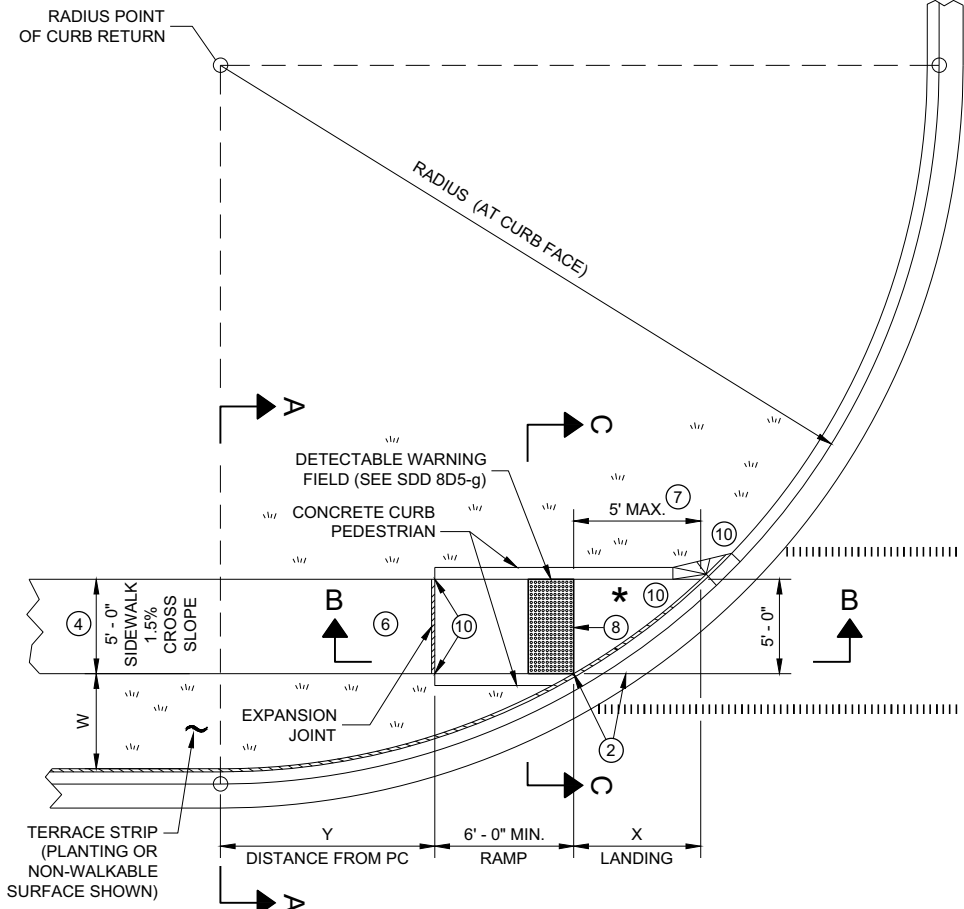 RADIUS POINT
OF CURB RETURN
RADIUS (AT CURB FACE)
A
C
DETECTABLE WARNING
FIELD (SEE SDD 8D5-g)
7
5' MAX.
CONCRETE CURB
PEDESTRIAN
10
B
*
10
B
4
5' - 0"
SIDEWALK
1.5%
CROSS
SLOPE
6
10
8
5' - 0"
W
EXPANSION
JOINT
2
C
TERRACE STRIP
(PLANTING OR
NON-WALKABLE
SURFACE SHOWN)
Y
DISTANCE FROM PC
6' - 0" MIN.
RAMP
X
LANDING
A